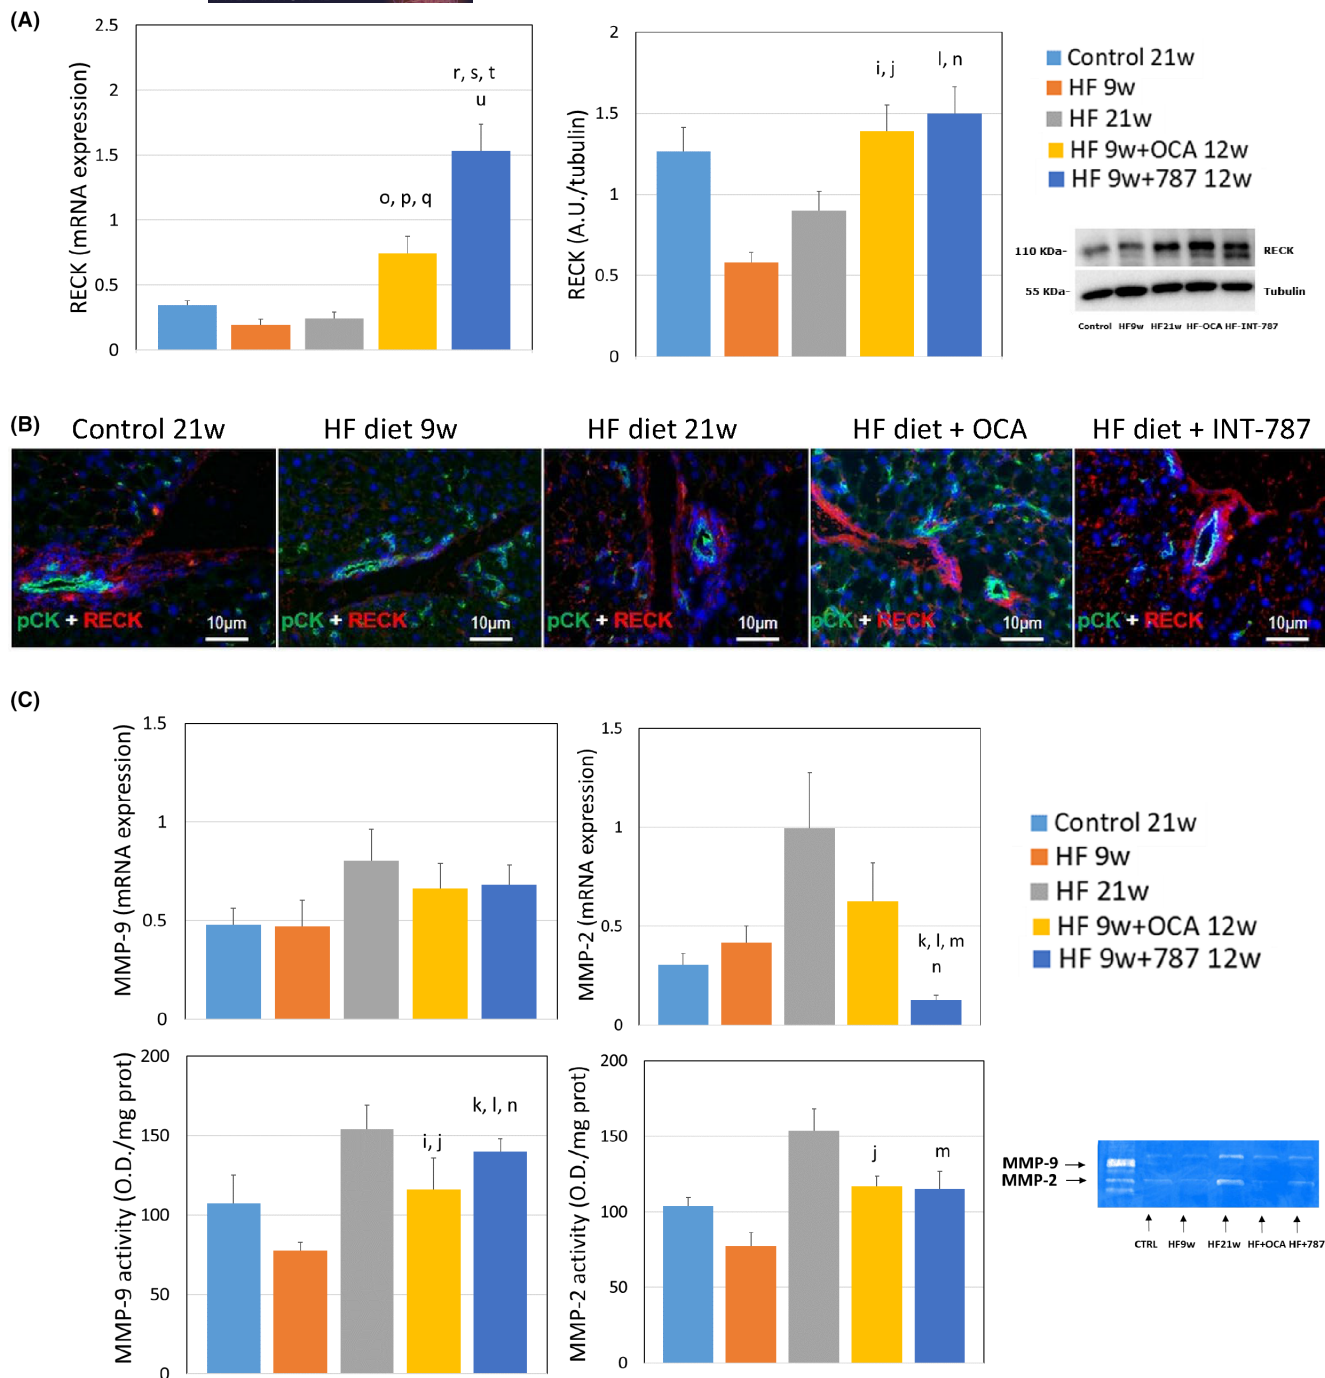 (A)
2.5
2
1.5
1
0.5
0
RECK (mRNA expression)
o, p, q
r, s, t
u
2
1.5
1
0.5
0
RECK (A.U./tubulin)
i, j
l, n
Control 21w
HF 9w
HF 21w
HF 9w+OCA 12w
HF 9w+787 12w
110 KDa-
RECK
55 KDa-
Tubulin
Control HF9w HF21w HF-OCA HF-INT-787
(B)
Control 21w
HF diet 9w
HF diet 21w
HF diet + OCA
HF diet + INT-787
pCK + RECK
10µm
pCK + RECK
10µm
pCK + RECK
10µm
pCK + RECK
10µm
pCK + RECK
10µm
(C)
1.5
1
0.5
0
MMP-9 (mRNA expression)
1.5
1
0.5
0
MMP-2 (mRNA expression)
k, l, m
n
Control 21w
HF 9w
HF 21w
HF 9w+OCA 12w
HF 9w+787 12w
200
150
100
50
0
MMP-9 activity (O.D./mg prot)
i, j
k, l, n
200
150
100
50
0
MMP-2 activity (O.D./mg prot)
j
m
MMP-9
MMP-2
CTRL HF9w HF21w HF+OCA HF+787